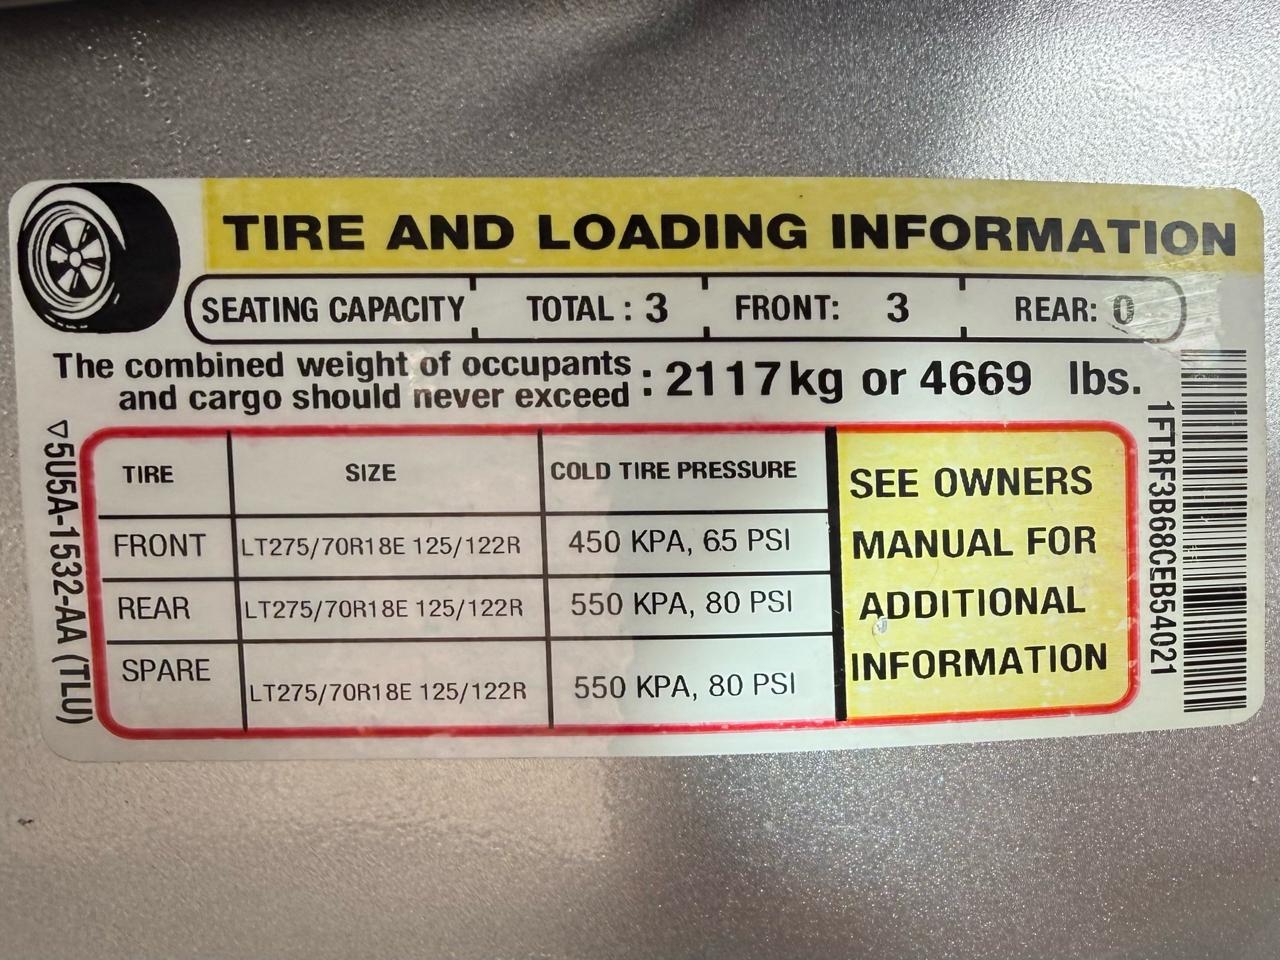 TIRE AND LOADING INFORMATION
SEATING CAPACITY TOTAL : 3 FRONT: 3 REAR: 0
The combined weight of occupants
and cargo should never exceed : 2117 kg or 4669 lbs.
TIRE SIZE COLD TIRE PRESSURE
FRONT LT275/70R18E 125/122R 450 KPA, 65 PSI
REAR LT275/70R18E 125/122R 550 KPA, 80 PSI
SPARE LT275/70R18E 125/122R 550 KPA, 80 PSI
SEE OWNERS
MANUAL FOR
ADDITIONAL
INFORMATION
▽5U5A-1532-AA (TLU)
1FTRF3B68CEB54021